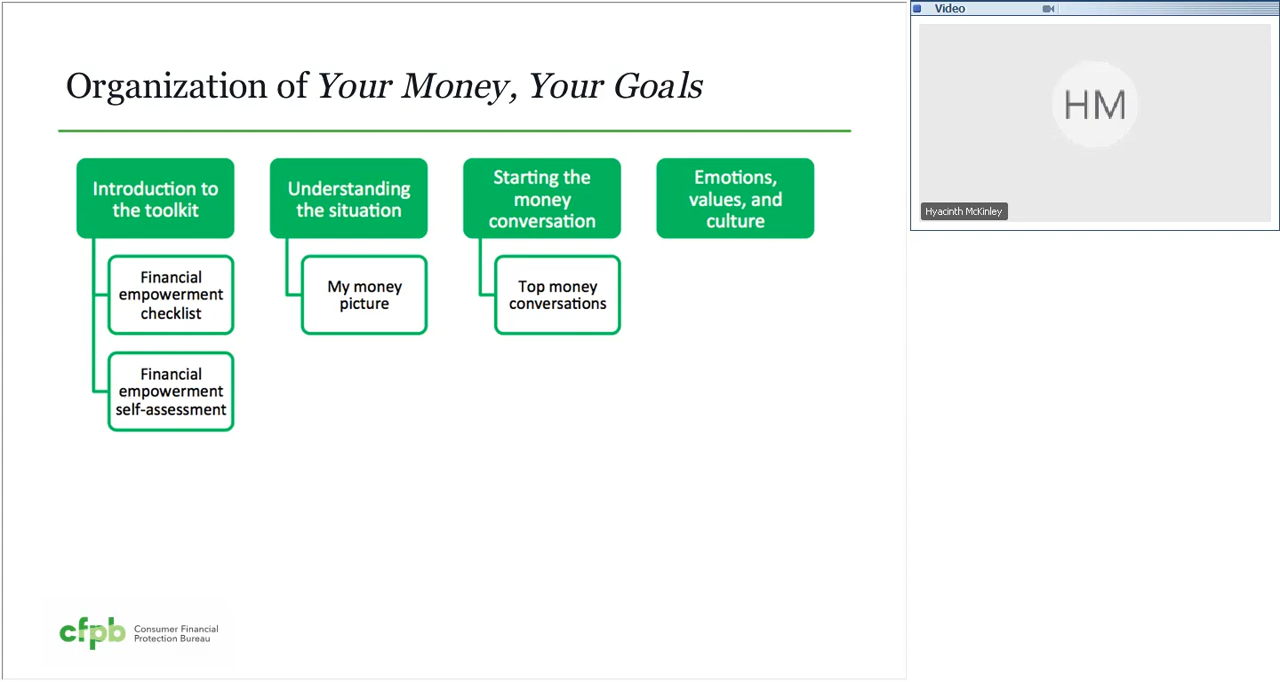 Organization of Your Money, Your Goals
Introduction to
the toolkit
Financial
empowerment
checklist
Financial
empowerment
self-assessment
Understanding
the situation
My money
picture
Starting the
money
conversation
Top money
conversations
Emotions,
values, and
culture
cfpb
Consumer Financial
Protection Bureau
Video
HM
Hyacinth McKinley